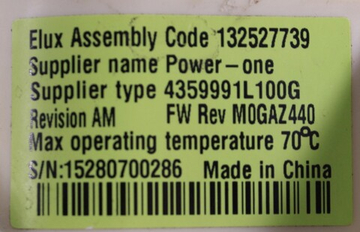 Elux Assembly Code 132527739
Supplier name Power-one
Supplier type 4359991L100G
Revision AM FW Rev M0GAZ440
Max operating temperature 70°C
S/N:15280700286 Made in China